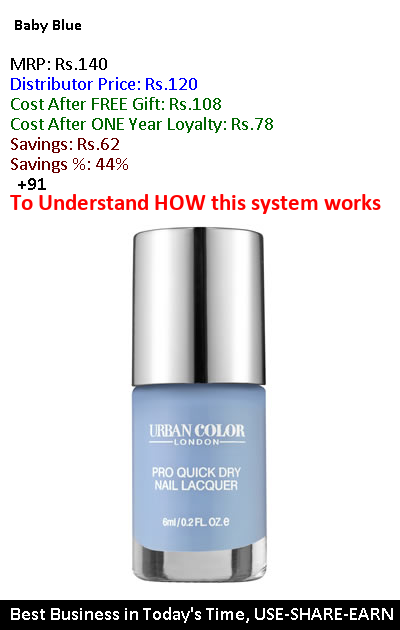 Baby Blue
MRP: Rs.140
Distributor Price: Rs.120
Cost After FREE Gift: Rs.108
Cost After ONE Year Loyalty: Rs.78
Savings: Rs.62
Savings %: 44%
+91
To Understand HOW this system works
URBAN COLOR
LONDON
PRO QUICK DRY
NAIL LACQUER
6ml/0.2 FL. OZ.e
Best Business in Today's Time, USE-SHARE-EARN